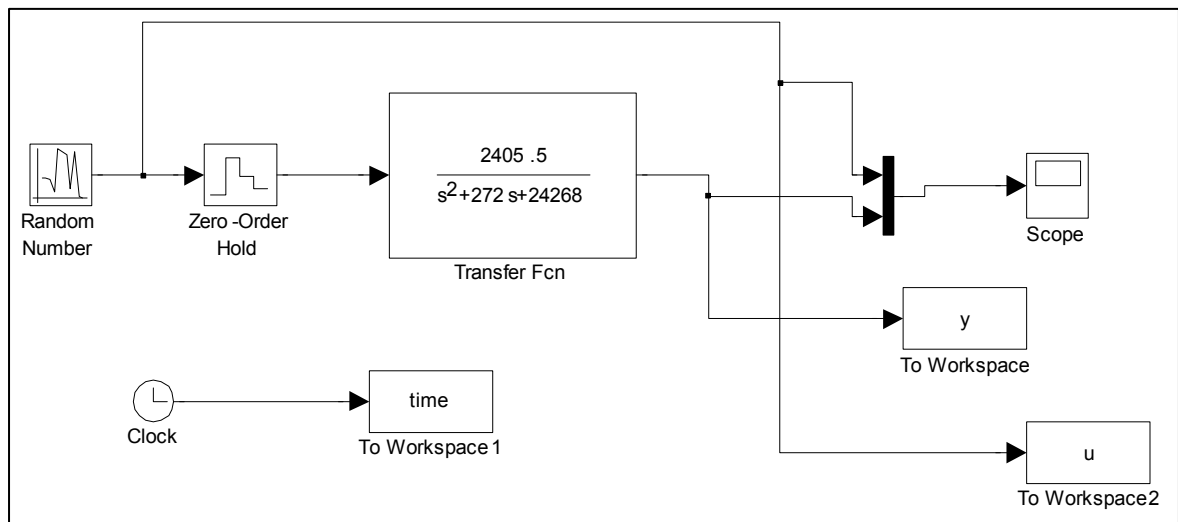 2405 .5
s²+272 s+24268
Random
Number
Zero -Order
Hold
Transfer Fcn
Scope
y
To Workspace
time
Clock
To Workspace 1
u
To Workspace2